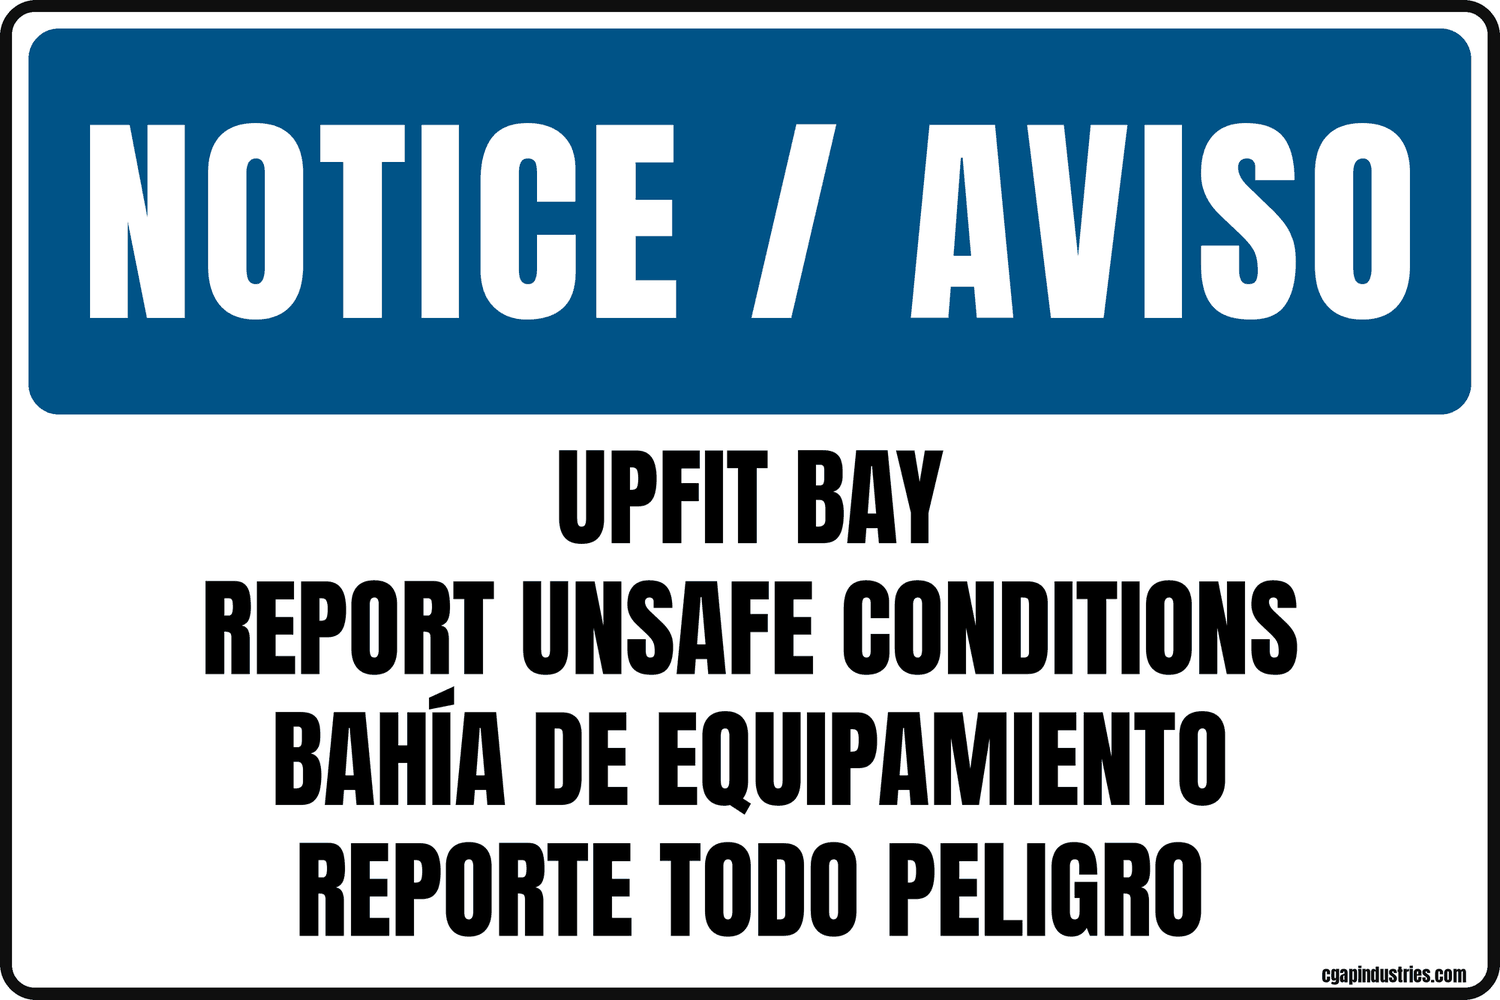 NOTICE / AVISO
UPFIT BAY
REPORT UNSAFE CONDITIONS
BAHÍA DE EQUIPAMIENTO
REPORTE TODO PELIGRO
cgapindustries.com